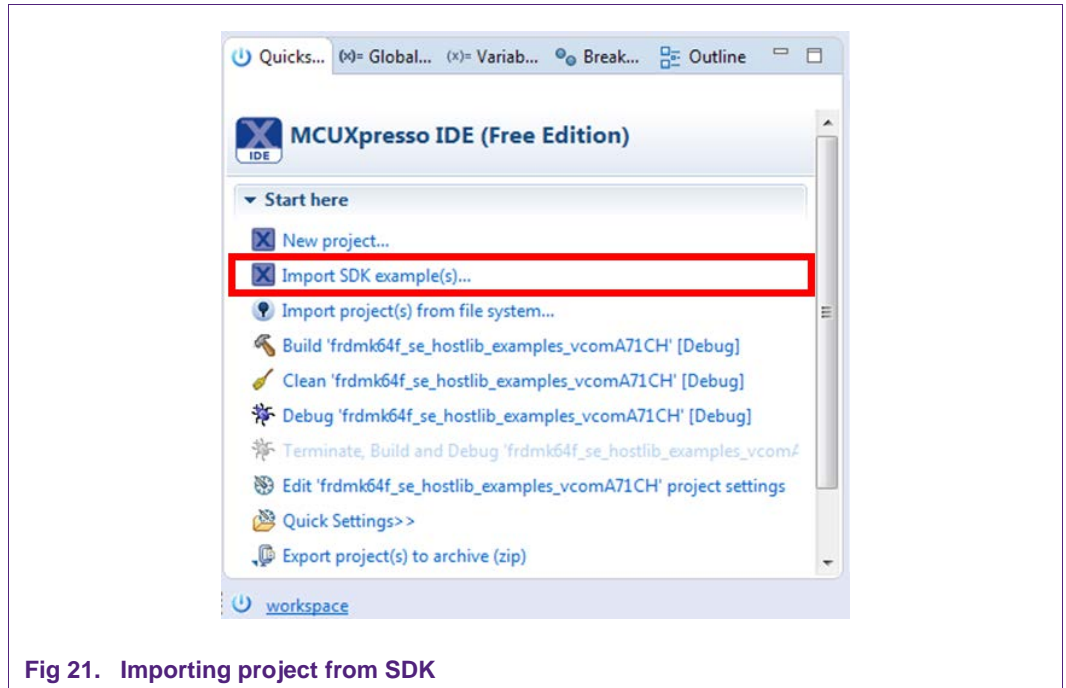 Quicks... (x)= Global... (x)= Variab... Break... Outline
IDE
MCUXpresso IDE (Free Edition)
Start here
New project...
Import SDK example(s)...
Import project(s) from file system...
Build 'frdmk64f_se_hostlib_examples_vcomA71CH' [Debug]
Clean 'frdmk64f_se_hostlib_examples_vcomA71CH' [Debug]
Debug 'frdmk64f_se_hostlib_examples_vcomA71CH' [Debug]
Terminate, Build and Debug 'frdmk64f_se_hostlib_examples_vcomA
Edit 'frdmk64f_se_hostlib_examples_vcomA71CH' project settings
Quick Settings>>
Export project(s) to archive (zip)
workspace
Fig 21. Importing project from SDK